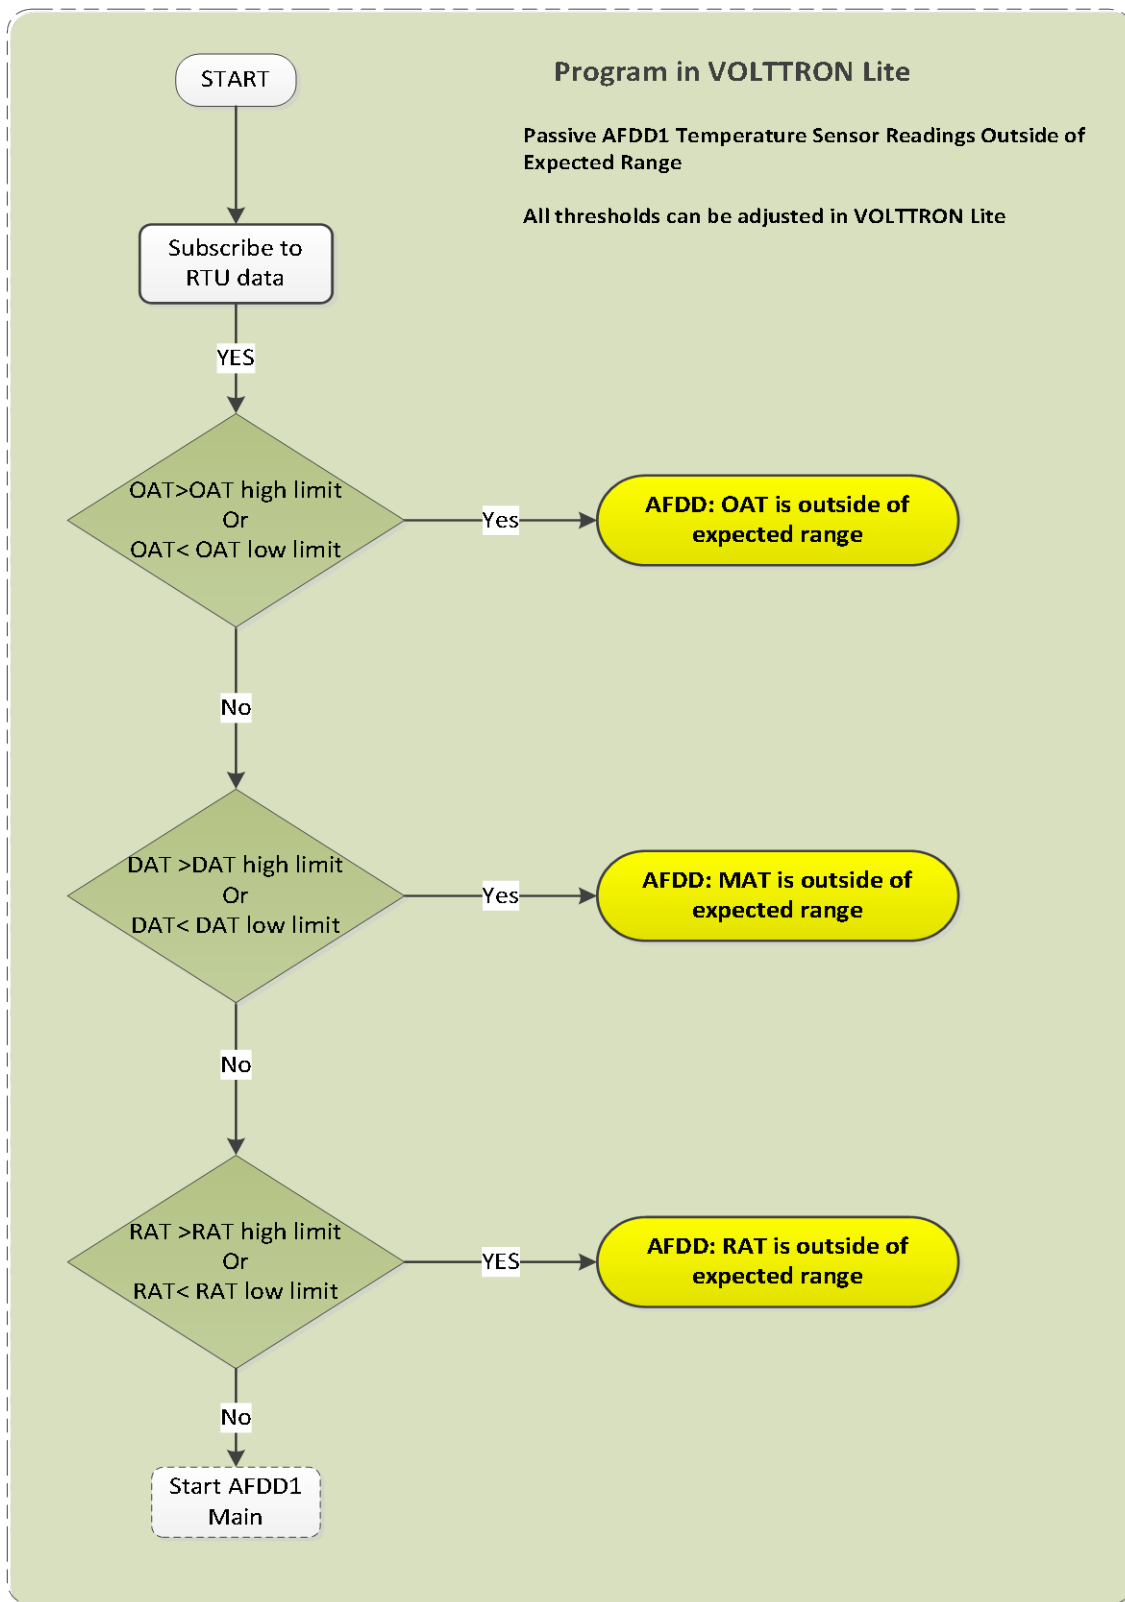 START
Program in VOLTTRON Lite
Passive AFDD1 Temperature Sensor Readings Outside of
Expected Range
All thresholds can be adjusted in VOLTTRON Lite
Subscribe to
RTU data
YES
OAT>OAT high limit
Or
OAT< OAT low limit
Yes
AFDD: OAT is outside of
expected range
No
DAT >DAT high limit
Or
DAT< DAT low limit
Yes
AFDD: MAT is outside of
expected range
No
RAT >RAT high limit
Or
RAT< RAT low limit
YES
AFDD: RAT is outside of
expected range
No
Start AFDD1
Main